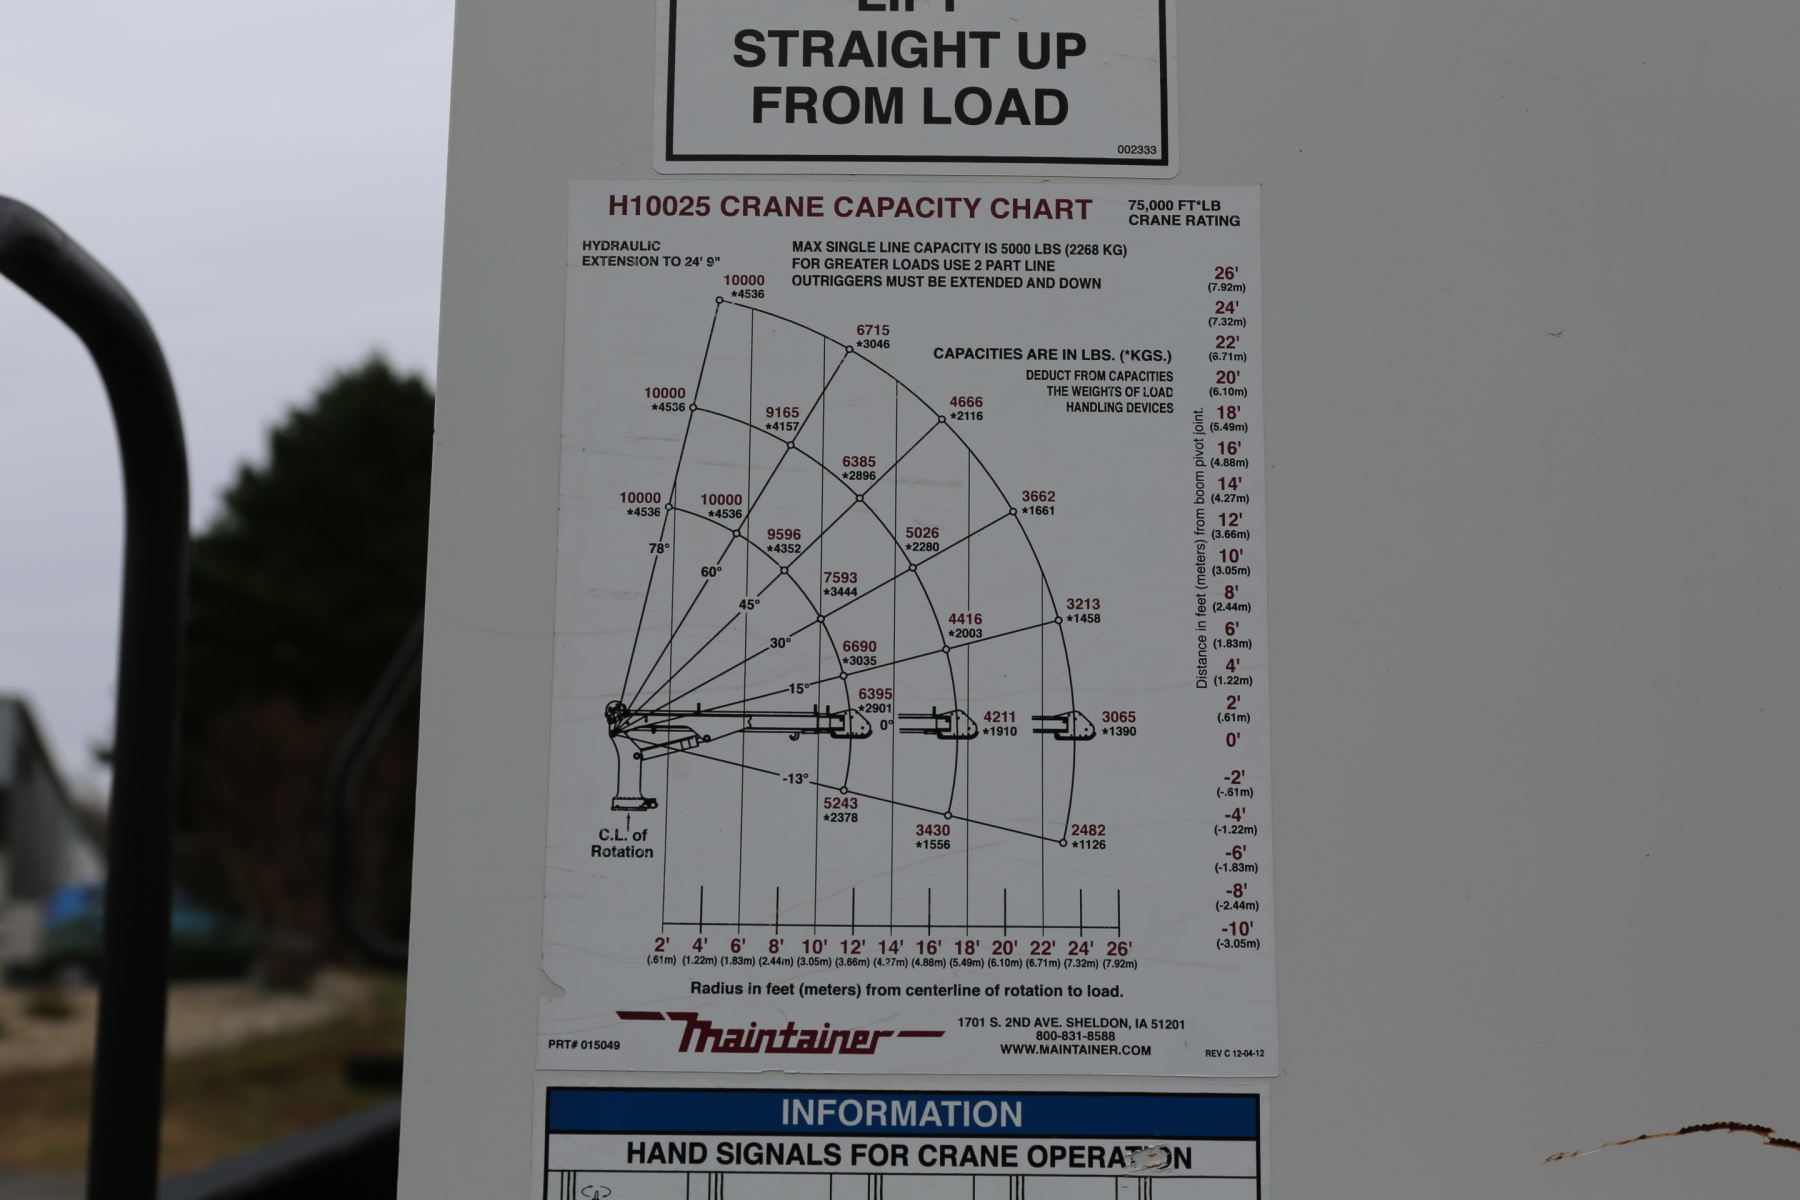 STRAIGHT UP
FROM LOAD
002333
H10025 CRANE CAPACITY CHART
75,000 FT*LB
CRANE RATING
HYDRAULIC
EXTENSION TO 24' 9"
MAX SINGLE LINE CAPACITY IS 5000 LBS (2268 KG)
FOR GREATER LOADS USE 2 PART LINE
OUTRIGGERS MUST BE EXTENDED AND DOWN
CAPACITIES ARE IN LBS. (*KGS.)
DEDUCT FROM CAPACITIES
THE WEIGHTS OF LOAD
HANDLING DEVICES
10000
*4536
6715
*3046
10000
*4536
9165
*4157
4666
*2116
6385
*2896
10000
*4536
10000
*4536
9596
*4352
5026
*2280
3662
*1661
78°
60°
45°
30°
15°
0°
-13°
7593
*3444
4416
*2003
3213
*1458
6690
*3035
6395
*2901
4211
*1910
3065
*1390
5243
*2378
3430
*1556
2482
*1126
C.L. of
Rotation
Distance in feet (meters) from boom pivot joint.
26'
(7.92m)
24'
(7.32m)
22'
(6.71m)
20'
(6.10m)
18'
(5.49m)
16'
(4.88m)
14'
(4.27m)
12'
(3.66m)
10'
(3.05m)
8'
(2.44m)
6'
(1.83m)
4'
(1.22m)
2'
(.61m)
0'
-2'
(-.61m)
-4'
(-1.22m)
-6'
(-1.83m)
-8'
(-2.44m)
-10'
(-3.05m)
2' 4' 6' 8' 10' 12' 14' 16' 18' 20' 22' 24' 26'
(.61m) (1.22m) (1.83m) (2.44m) (3.05m) (3.66m) (4.27m) (4.88m) (5.49m) (6.10m) (6.71m) (7.32m) (7.92m)
Radius in feet (meters) from centerline of rotation to load.
Maintainer
1701 S. 2ND AVE. SHELDON, IA 51201
800-831-8588
WWW.MAINTAINER.COM
PRT# 015049
REV C 12-04-12
INFORMATION
HAND SIGNALS FOR CRANE OPERATION